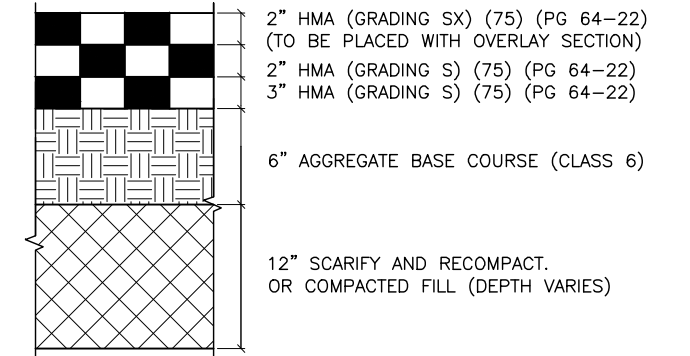 2" HMA (GRADING SX) (75) (PG 64-22)
(TO BE PLACED WITH OVERLAY SECTION)
2" HMA (GRADING S) (75) (PG 64-22)
3" HMA (GRADING S) (75) (PG 64-22)
6" AGGREGATE BASE COURSE (CLASS 6)
12" SCARIFY AND RECOMPACT.
OR COMPACTED FILL (DEPTH VARIES)